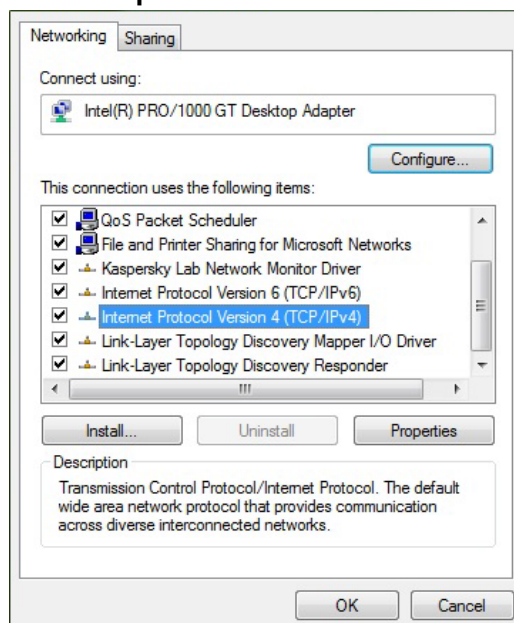 Networking Sharing
Connect using:
Intel(R) PRO/1000 GT Desktop Adapter
Configure...
This connection uses the following items:
QoS Packet Scheduler
File and Printer Sharing for Microsoft Networks
Kaspersky Lab Network Monitor Driver
Internet Protocol Version 6 (TCP/IPv6)
Internet Protocol Version 4 (TCP/IPv4)
Link-Layer Topology Discovery Mapper I/O Driver
Link-Layer Topology Discovery Responder
Install... Uninstall Properties
Description
Transmission Control Protocol/Internet Protocol. The default
wide area network protocol that provides communication
across diverse interconnected networks.
OK Cancel